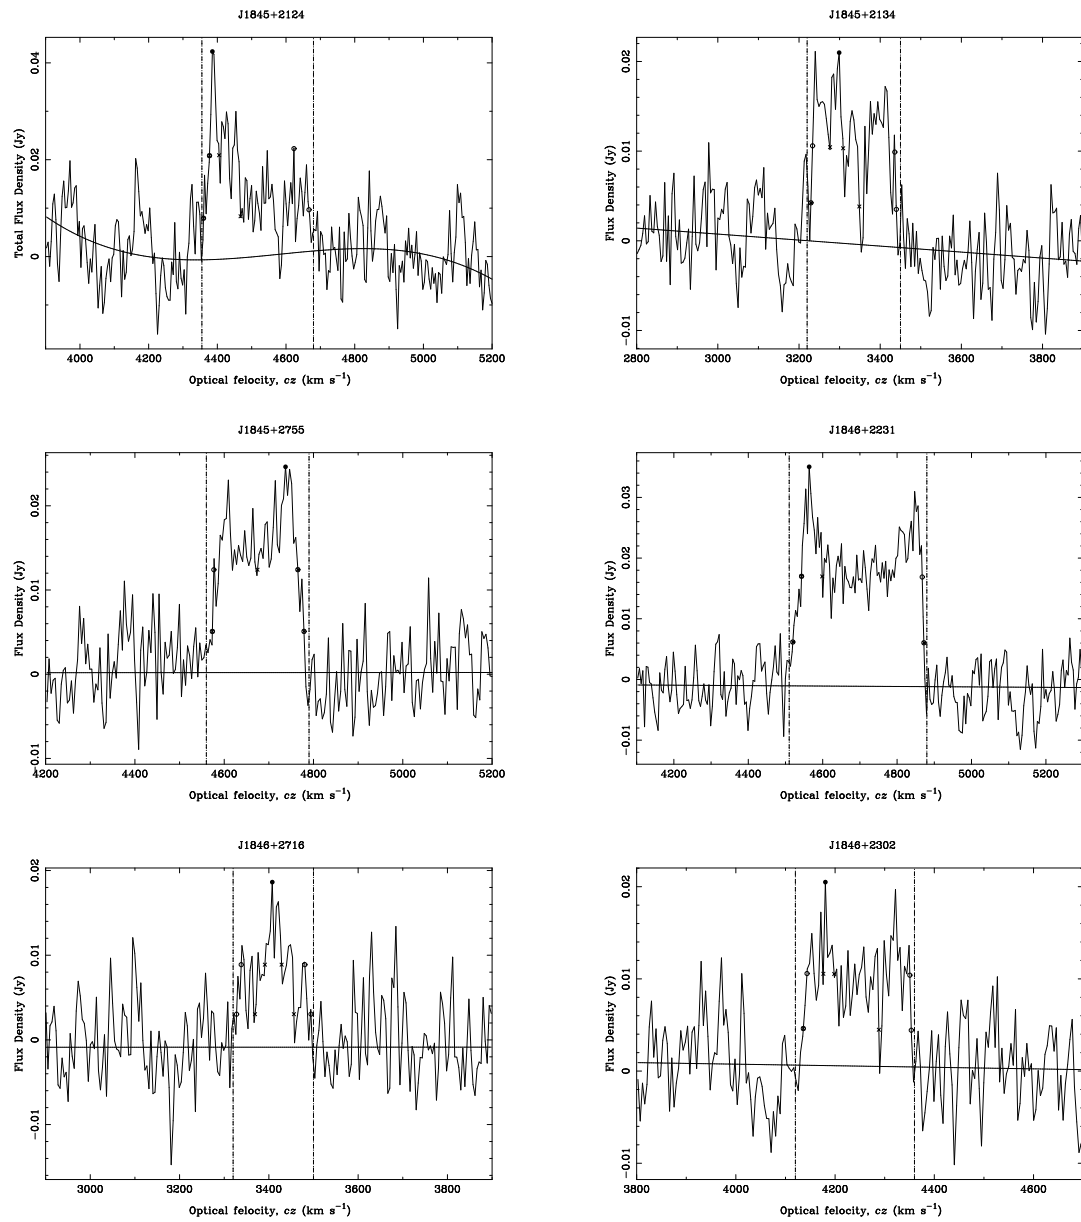 J1845+2124
Total Flux Density (Jy)
0 0.02 0.04
4000 4200 4400 4600 4800 5000 5200
Optical felocity, cz (km s⁻¹)
J1845+2134
Flux Density (Jy)
−0.01 0 0.01 0.02
2800 3000 3200 3400 3600 3800
Optical felocity, cz (km s⁻¹)
J1845+2755
Flux Density (Jy)
−0.01 0 0.01 0.02
4200 4400 4600 4800 5000 5200
Optical felocity, cz (km s⁻¹)
J1846+2231
Flux Density (Jy)
−0.01 0 0.01 0.02 0.03
4200 4400 4600 4800 5000 5200
Optical felocity, cz (km s⁻¹)
J1846+2716
Flux Density (Jy)
−0.01 0 0.01 0.02
3000 3200 3400 3600 3800
Optical felocity, cz (km s⁻¹)
J1846+2302
Flux Density (Jy)
−0.01 0 0.01 0.02
3800 4000 4200 4400 4600
Optical felocity, cz (km s⁻¹)